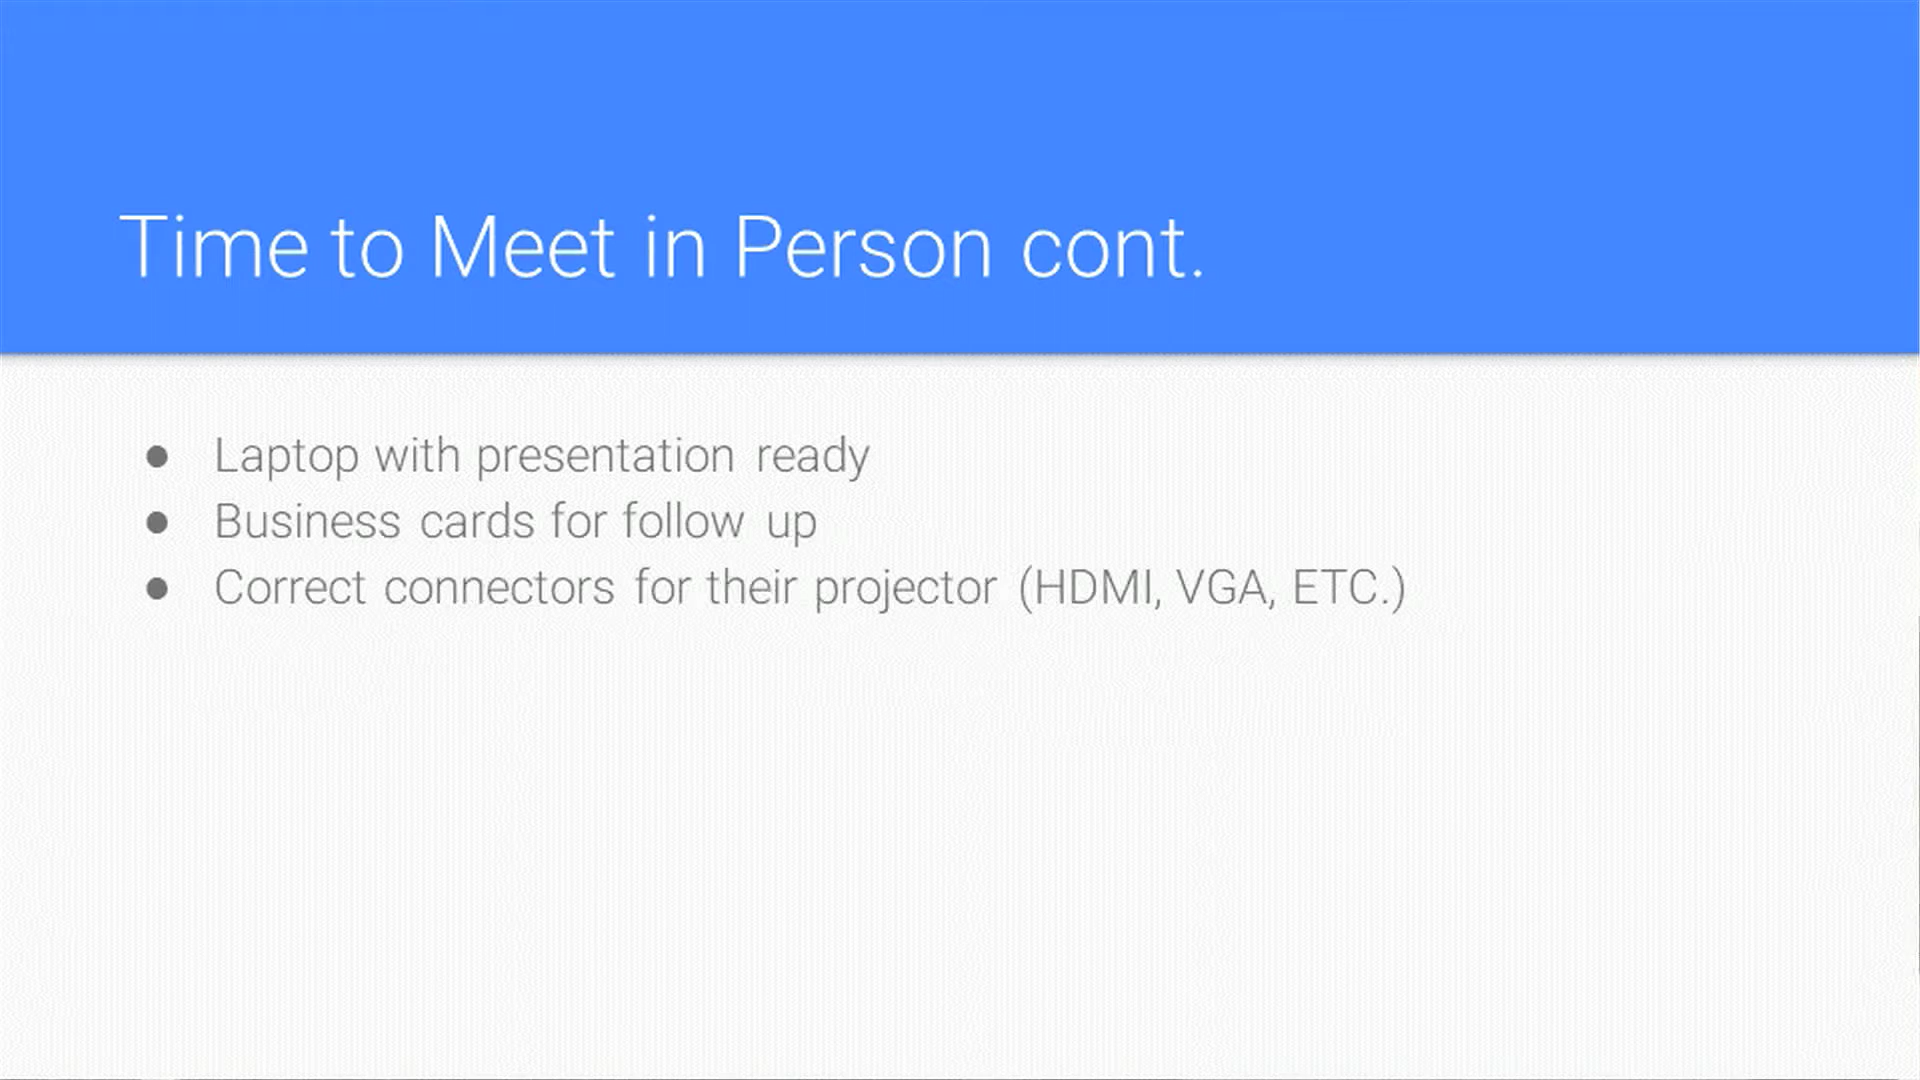 Time to Meet in Person cont.
● Laptop with presentation ready
● Business cards for follow up
● Correct connectors for their projector (HDMI, VGA, ETC.)